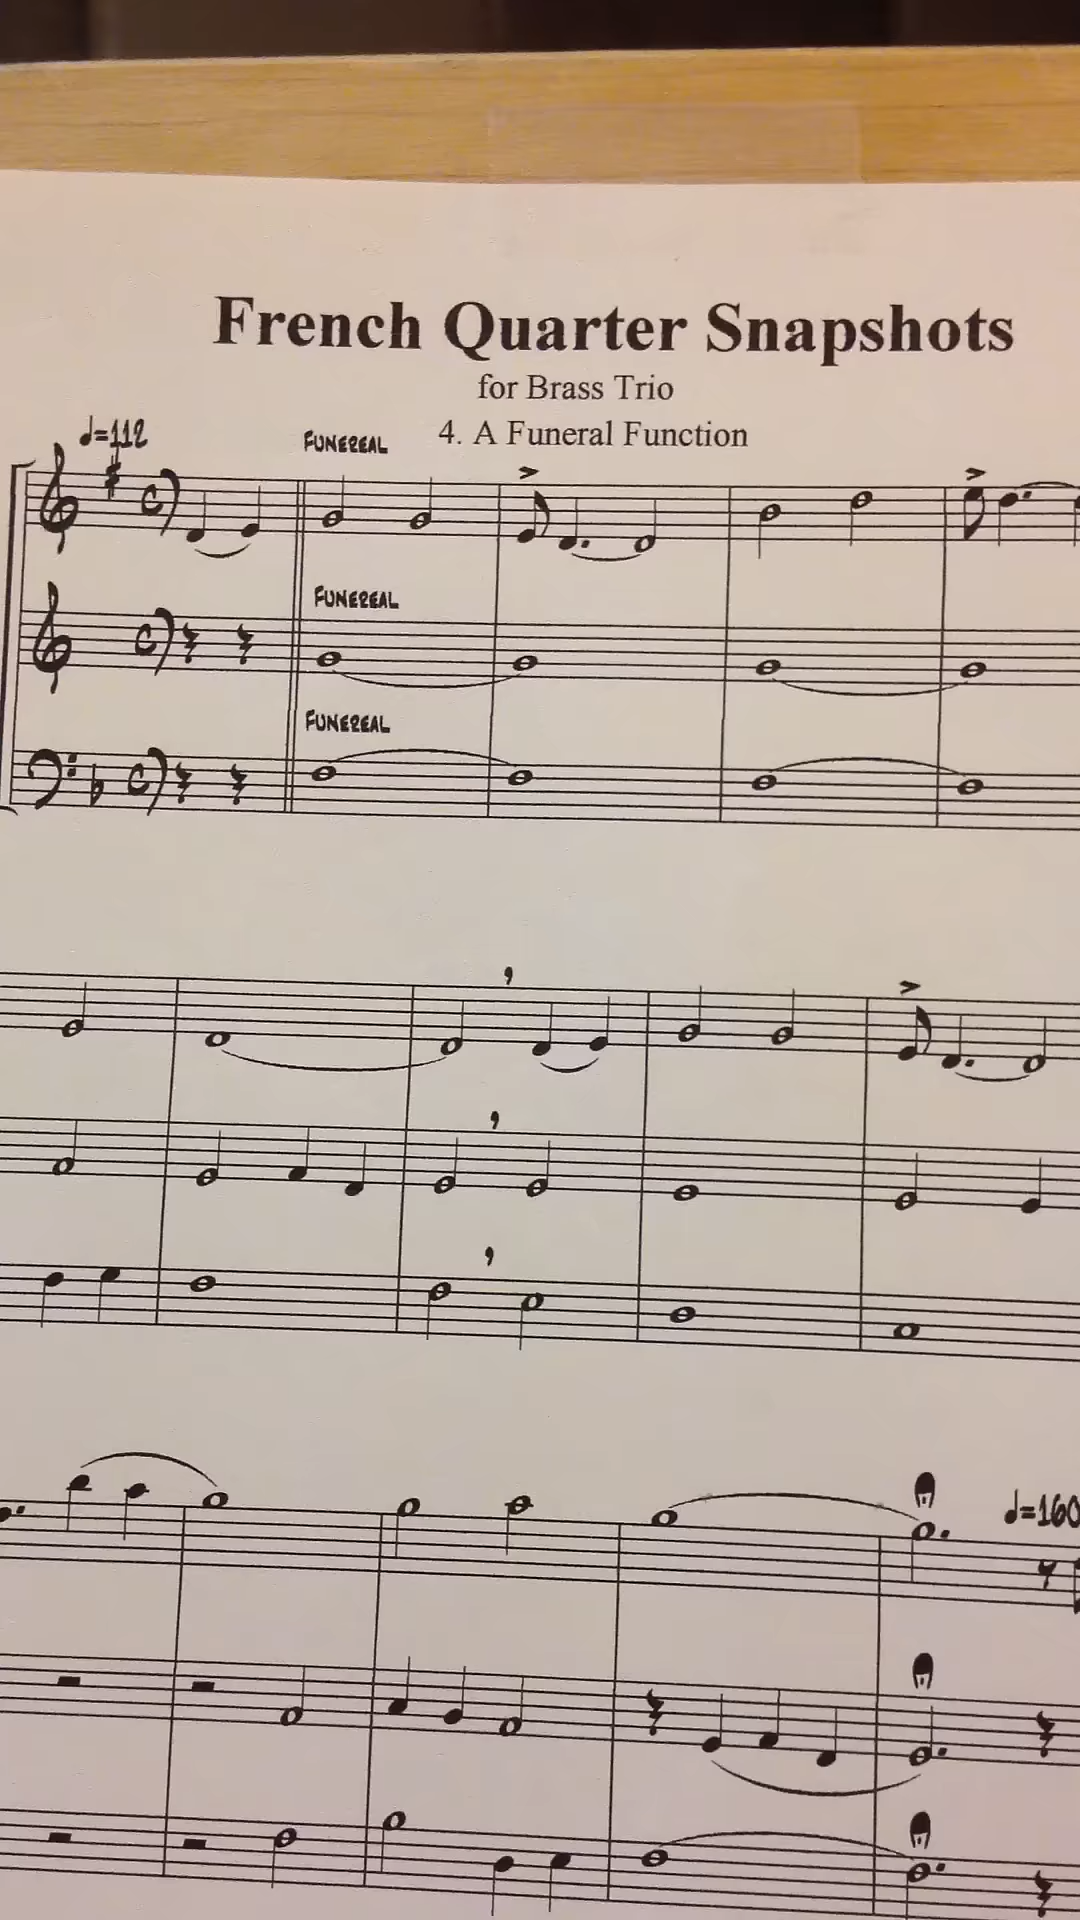 French Quarter Snapshots
for Brass Trio
4. A Funeral Function
♩=112
FUNEREAL
FUNEREAL
FUNEREAL
♩=160